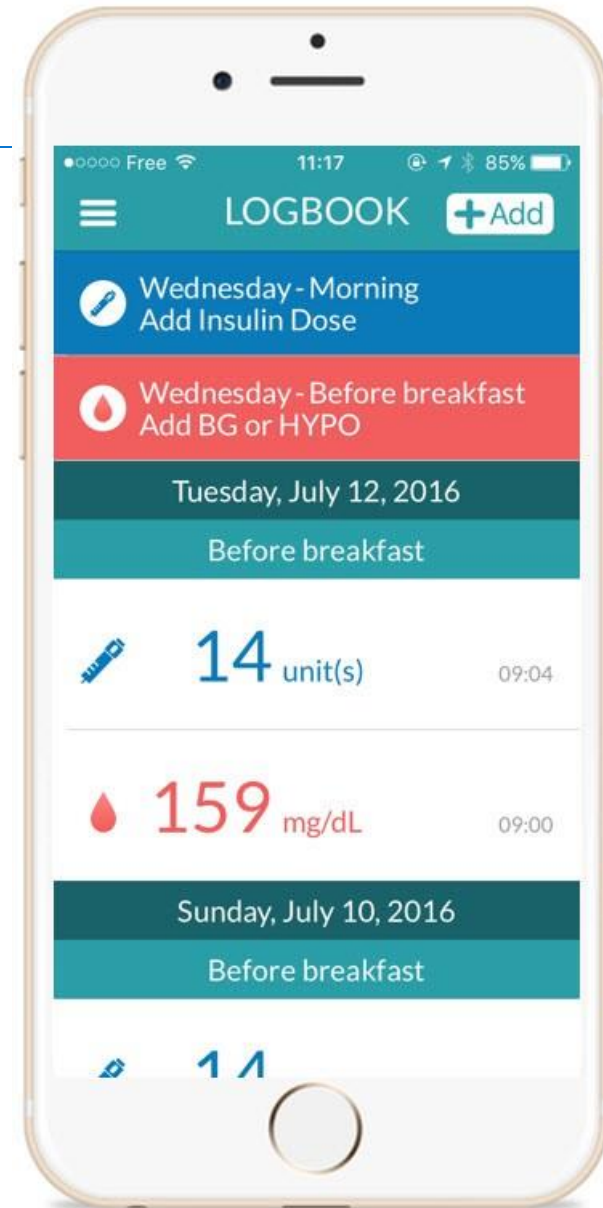 Free 11:17 85%
LOGBOOK +Add
Wednesday - Morning
Add Insulin Dose
Wednesday - Before breakfast
Add BG or HYPO
Tuesday, July 12, 2016
Before breakfast
14 unit(s) 09:04
159 mg/dL 09:00
Sunday, July 10, 2016
Before breakfast
14